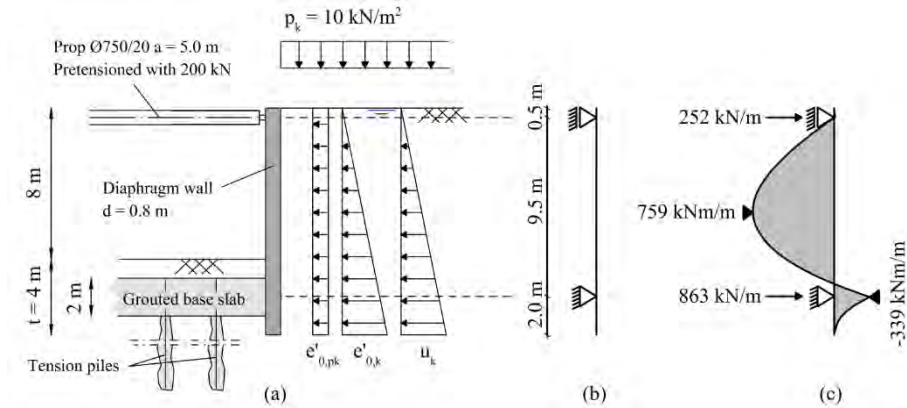 p_k = 10 kN/m²
Prop Ø750/20 a = 5.0 m
Pretensioned with 200 kN
8 m
Diaphragm wall
d = 0.8 m
t = 4 m
2 m
Grouted base slab
Tension piles
e'0,pk
e'0,k
u_k
(a)
0.5 m
9.5 m
2.0 m
(b)
252 kN/m
759 kNm/m
863 kN/m
-339 kNm/m
(c)